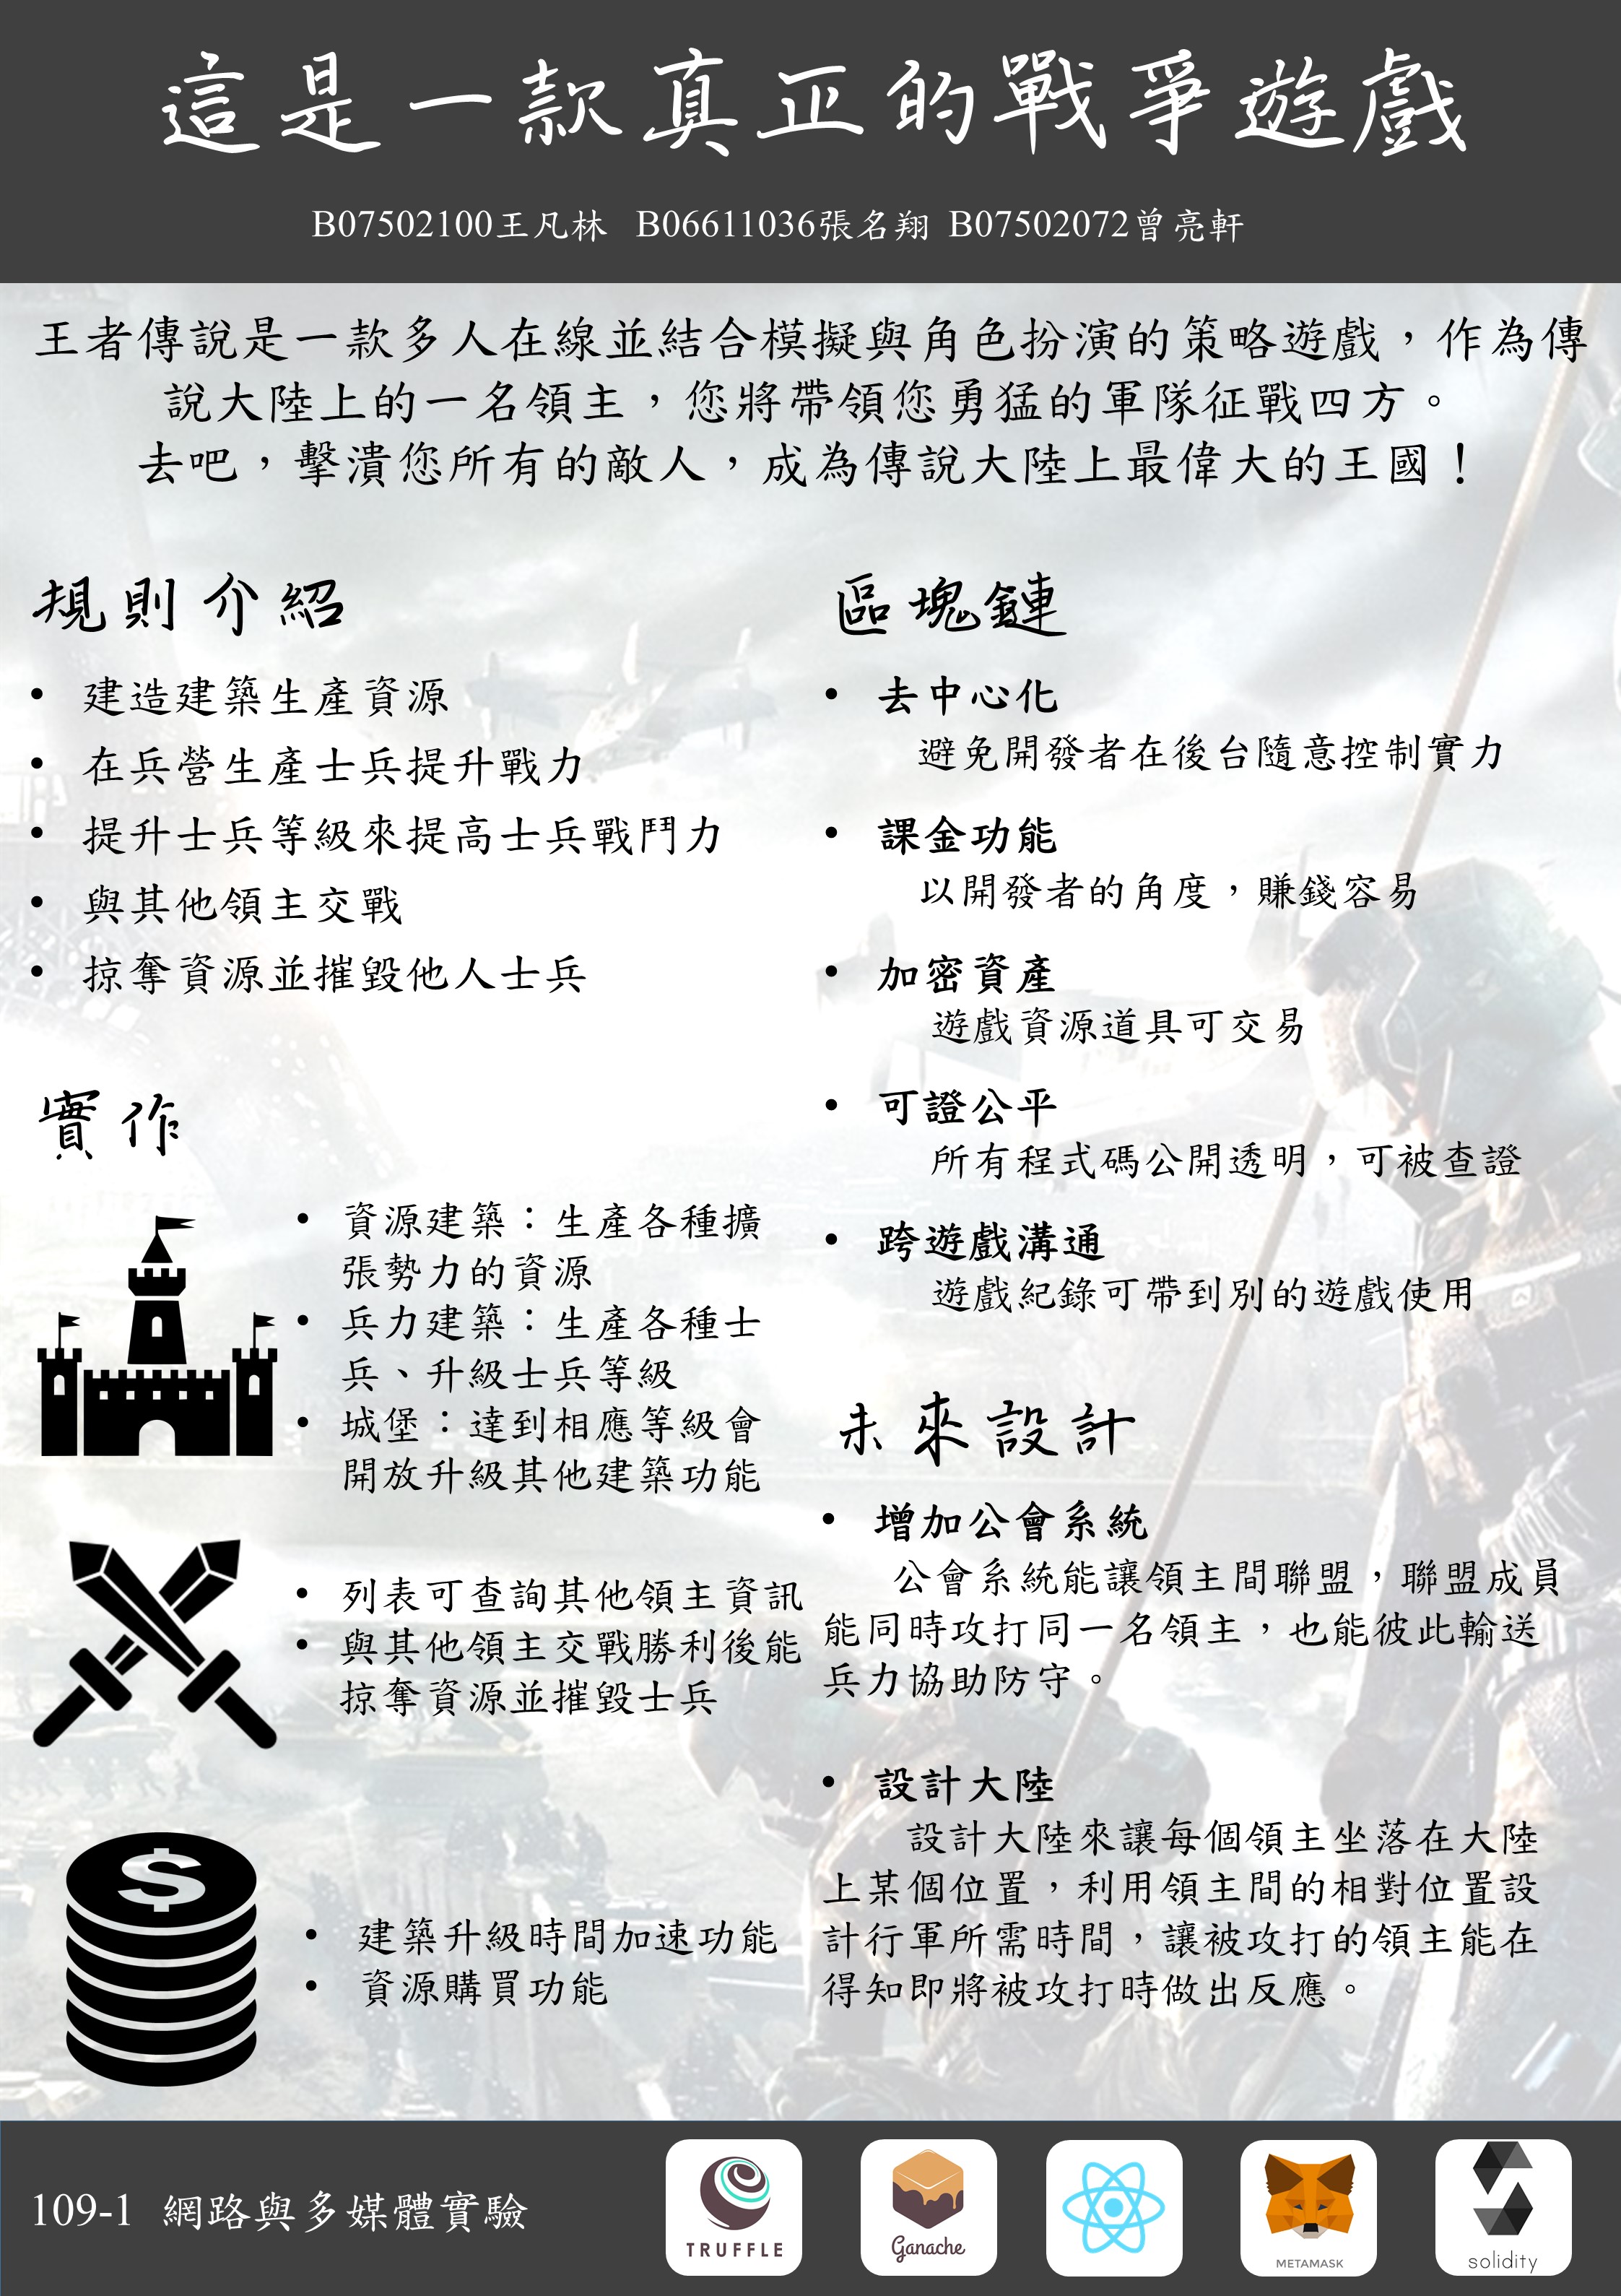 這是一款真正的戰爭遊戲
B07502100王凡林 B06611036張名翔 B07502072曾亮軒
王者傳說是一款多人在線並結合模擬與角色扮演的策略遊戲，作為傳
說大陸上的一名領主，您將帶領您勇猛的軍隊征戰四方。
去吧，擊潰您所有的敵人，成為傳說大陸上最偉大的王國！
規則介紹
• 建造建築生產資源
• 在兵營生產士兵提升戰力
• 提升士兵等級來提高士兵戰鬥力
• 與其他領主交戰
• 掠奪資源並摧毀他人士兵
實作
• 資源建築：生產各種擴
張勢力的資源
• 兵力建築：生產各種士
兵、升級士兵等級
• 城堡：達到相應等級會
開放升級其他建築功能
• 列表可查詢其他領主資訊
• 與其他領主交戰勝利後能
掠奪資源並摧毀士兵
$
• 建築升級時間加速功能
• 資源購買功能
區塊鏈
• 去中心化
避免開發者在後台隨意控制實力
• 課金功能
以開發者的角度，賺錢容易
• 加密資產
遊戲資源道具可交易
• 可證公平
所有程式碼公開透明，可被查證
• 跨遊戲溝通
遊戲紀錄可帶到別的遊戲使用
未來設計
• 增加公會系統
公會系統能讓領主間聯盟，聯盟成員
能同時攻打同一名領主，也能彼此輸送
兵力協助防守。
• 設計大陸
設計大陸來讓每個領主坐落在大陸
上某個位置，利用領主間的相對位置設
計行軍所需時間，讓被攻打的領主能在
得知即將被攻打時做出反應。
109-1 網路與多媒體實驗
TRUFFLE
Ganache
METAMASK
solidity